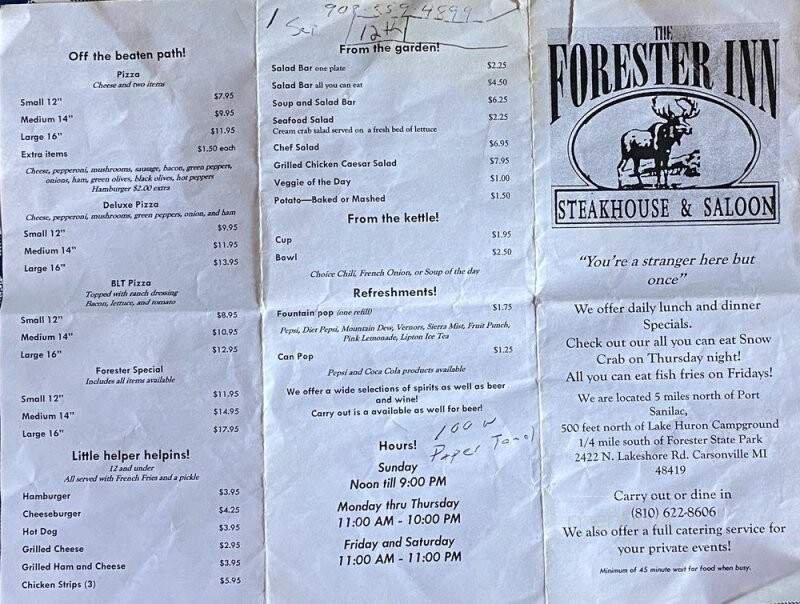 Off the beaten path!
Pizza
Cheese and two items
Small 12" $7.95
Medium 14" $9.95
Large 16" $11.95
Extra items $1.50 each
Cheese, pepperoni, mushrooms, sausage, bacon, green peppers,
onions, ham, green olives, black olives, hot peppers
Hamburger $2.00 extra
Deluxe Pizza
Cheese, pepperoni, mushrooms, green peppers, onion, and ham
Small 12" $9.95
Medium 14" $11.95
Large 16" $13.95
BLT Pizza
Topped with ranch dressing
Bacon, lettuce, and tomato
Small 12" $8.95
Medium 14" $10.95
Large 16" $12.95
Forester Special
Includes all items available
Small 12" $11.95
Medium 14" $14.95
Large 16" $17.95
Little helper helpins!
12 and under
All served with French Fries and a pickle
Hamburger $3.95
Cheeseburger $4.25
Hot Dog $3.95
Grilled Cheese $2.95
Grilled Ham and Cheese $3.95
Chicken Strips (3) $5.95
Sep 12th
From the garden!
Salad Bar one plate $2.25
Salad Bar all you can eat $4.50
Soup and Salad Bar $6.25
Seafood Salad $2.25
Cream crab salad served on a fresh bed of lettuce
Chef Salad $6.95
Grilled Chicken Caesar Salad $7.95
Veggie of the Day $1.00
Potato—Baked or Mashed $1.50
From the kettle!
Cup $1.95
Bowl $2.50
Choice Chili, French Onion, or Soup of the day
Refreshments!
Fountain pop (one refill) $1.75
Pepsi, Diet Pepsi, Mountain Dew, Vernors, Sierra Mist, Fruit Punch,
Pink Lemonade, Lipton Ice Tea
Can Pop $1.25
Pepsi and Coca Cola products available
We offer a wide selections of spirits as well as beer
and wine!
Carry out is a available as well for beer!
100 W
Paper
Hours!
Sunday
Noon till 9:00 PM
Monday thru Thursday
11:00 AM - 10:00 PM
Friday and Saturday
11:00 AM - 11:00 PM
THE
FORESTER INN
STEAKHOUSE & SALOON
"You're a stranger here but
once"
We offer daily lunch and dinner
Specials.
Check out our all you can eat Snow
Crab on Thursday night!
All you can eat fish fries on Fridays!
We are located 5 miles north of Port
Sanilac,
500 feet north of Lake Huron Campground
1/4 mile south of Forester State Park
2422 N. Lakeshore Rd. Carsonville MI
48419
Carry out or dine in
(810) 622-8606
We also offer a full catering service for
your private events!
Minimum of 45 minute wait for food when busy.